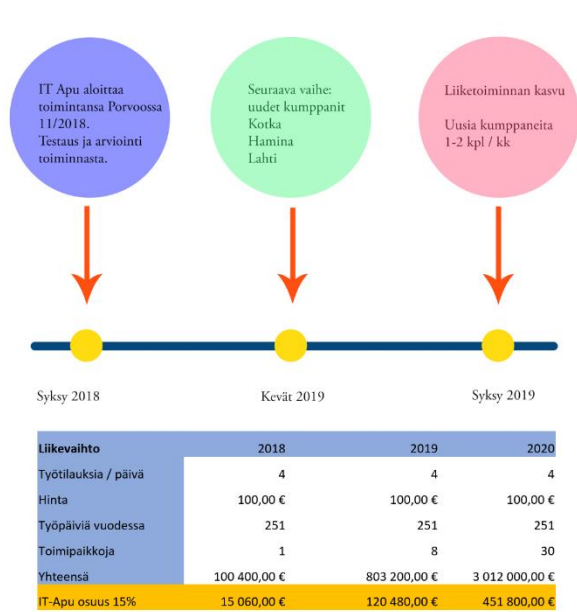 IT Apu aloittaa
toimintansa Porvoossa
11/2018.
Testaus ja arviointi
toiminnasta.
Seuraava vaihe:
uudet kumppanit
Kotka
Hamina
Lahti
Liiketoiminnan kasvu
Uusia kumppaneita
1-2 kpl / kk
Syksy 2018
Kevät 2019
Syksy 2019
Liikevaihto 2018 2019 2020
Työtilauksia / päivä 4 4 4
Hinta 100,00 € 100,00 € 100,00 €
Työpäiviä vuodessa 251 251 251
Toimipaikkoja 1 8 30
Yhteensä 100 400,00 € 803 200,00 € 3 012 000,00 €
IT-Apu osuus 15% 15 060,00 € 120 480,00 € 451 800,00 €